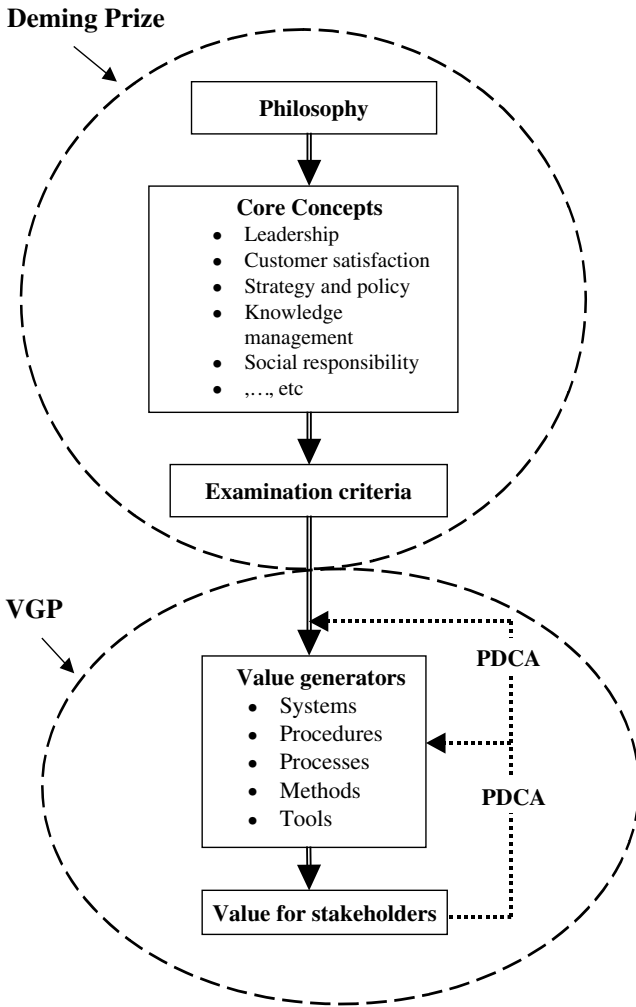 Deming Prize
Philosophy
Core Concepts
• Leadership
• Customer satisfaction
• Strategy and policy
• Knowledge
management
• Social responsibility
• ,…, etc
Examination criteria
VGP
PDCA
Value generators
• Systems
• Procedures
• Processes
• Methods
• Tools
PDCA
Value for stakeholders